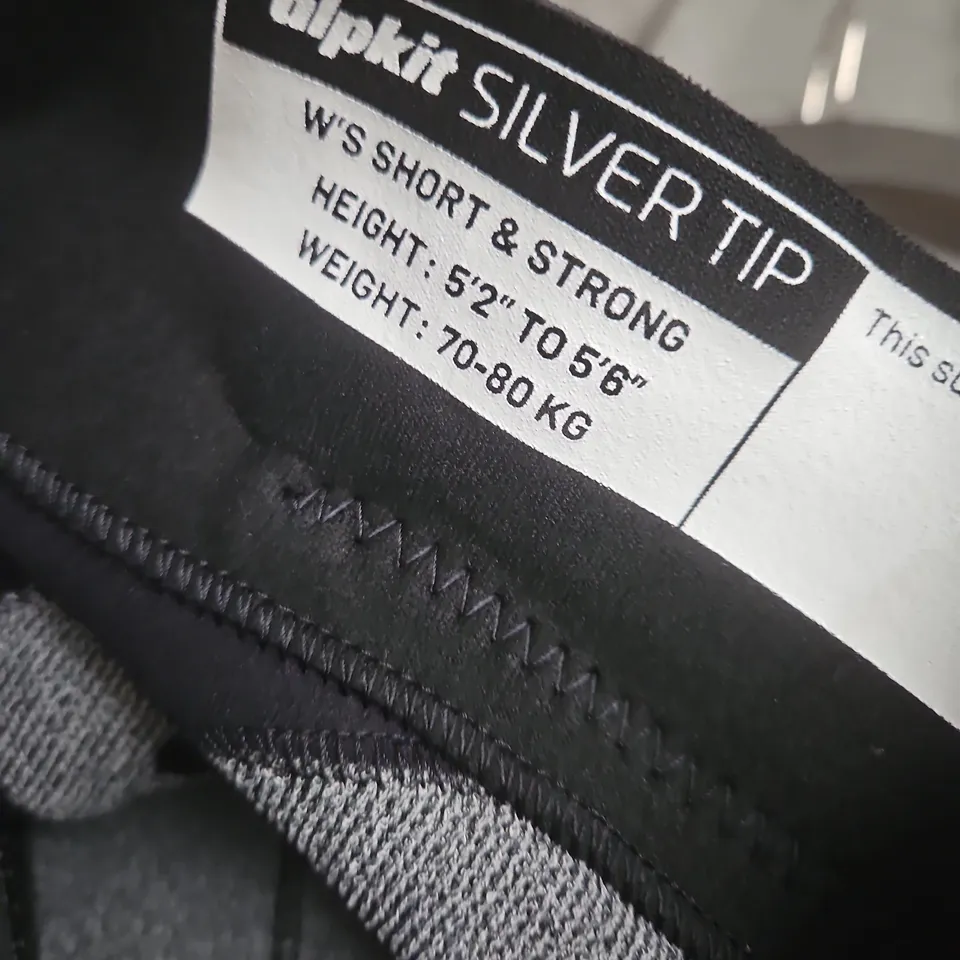 alpkit SILVER TIP
W'S SHORT & STRONG
HEIGHT: 5'2" TO 5'6"
WEIGHT: 70-80 KG
This